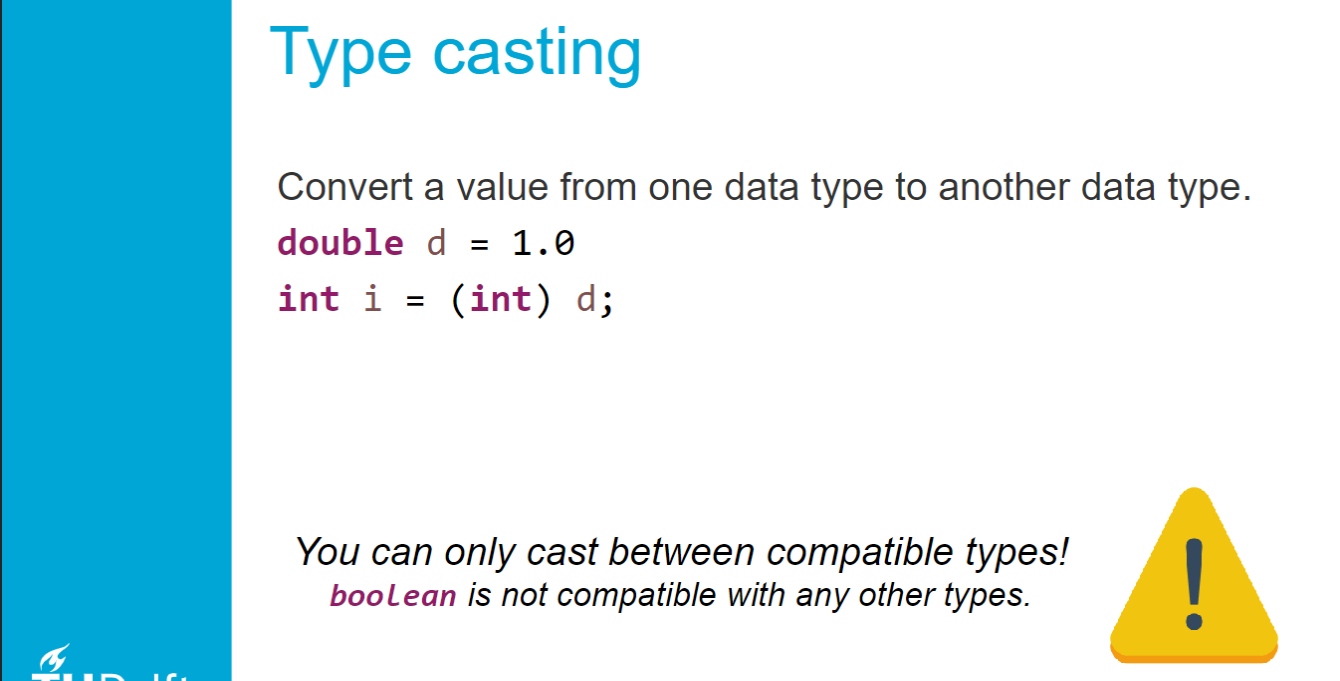 Type casting
Convert a value from one data type to another data type.
double d = 1.0
int i = (int) d;
You can only cast between compatible types!
boolean is not compatible with any other types.
TUDelft